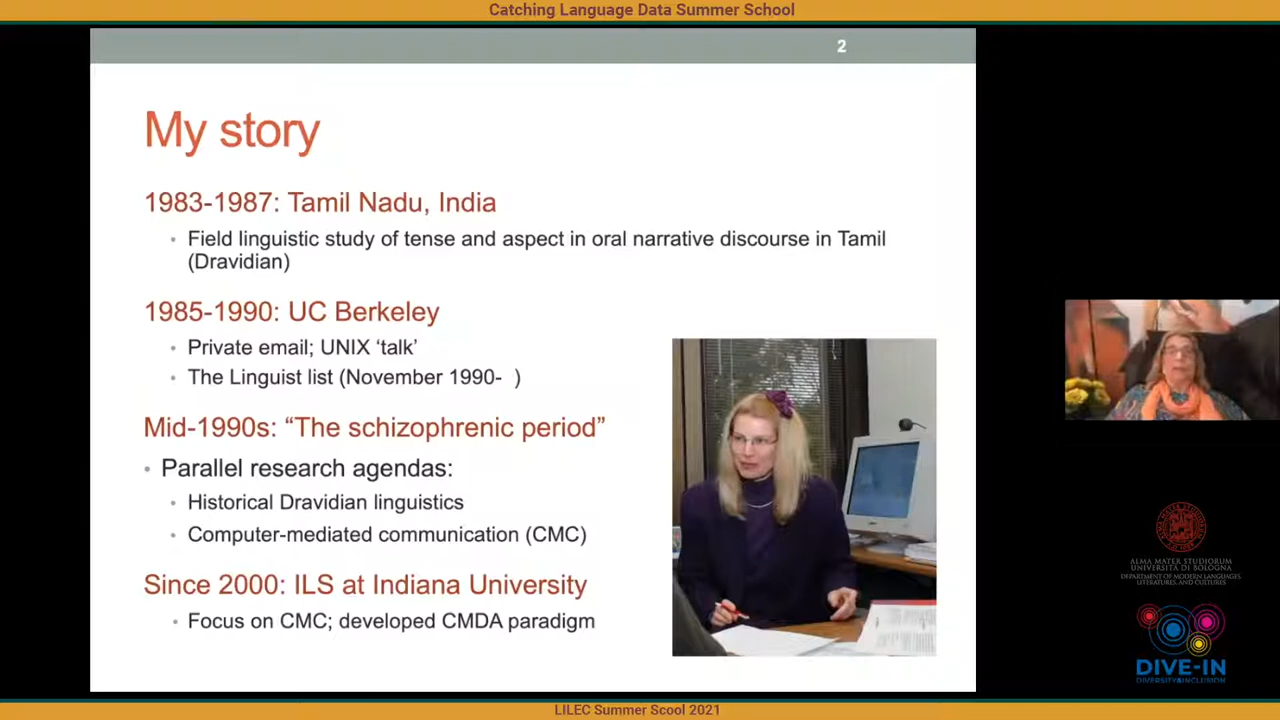 Catching Language Data Summer School
2
My story
1983-1987: Tamil Nadu, India
• Field linguistic study of tense and aspect in oral narrative discourse in Tamil
(Dravidian)
1985-1990: UC Berkeley
• Private email; UNIX ‘talk’
• The Linguist list (November 1990-  )
Mid-1990s: “The schizophrenic period”
• Parallel research agendas:
• Historical Dravidian linguistics
• Computer-mediated communication (CMC)
Since 2000: ILS at Indiana University
• Focus on CMC; developed CMDA paradigm
ALMA MATER STUDIORUM
UNIVERSITÀ DI BOLOGNA
DEPARTMENT OF MODERN LANGUAGES,
LITERATURES, AND CULTURES
DIVE-IN
DIVERSITY&INCLUSION
LILEC Summer Scool 2021